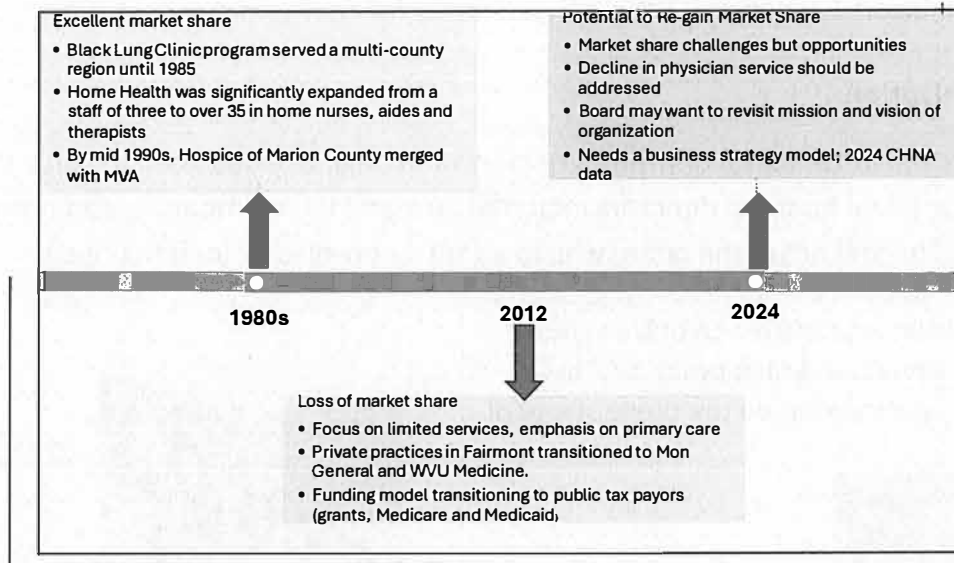 Excellent market share
• Black Lung Clinic program served a multi-county
region until 1985
• Home Health was significantly expanded from a
staff of three to over 35 in home nurses, aides and
therapists
• By mid 1990s, Hospice of Marion County merged
with MVA
Potential to Re-gain Market Share
• Market share challenges but opportunities
• Decline in physician service should be
addressed
• Board may want to revisit mission and vision of
organization
• Needs a business strategy model; 2024 CHNA
data
1980s
2012
2024
Loss of market share
• Focus on limited services, emphasis on primary care
• Private practices in Fairmont transitioned to Mon
General and WVU Medicine.
• Funding model transitioning to public tax payors
(grants, Medicare and Medicaid)